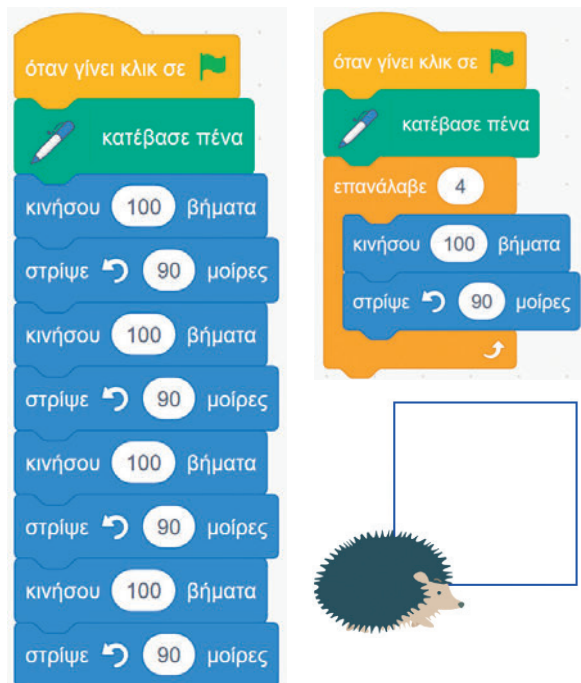 όταν γίνει κλικ σε
κατέβασε πένα
κινήσου 100 βήματα
στρίψε 90 μοίρες
κινήσου 100 βήματα
στρίψε 90 μοίρες
κινήσου 100 βήματα
στρίψε 90 μοίρες
κινήσου 100 βήματα
στρίψε 90 μοίρες
όταν γίνει κλικ σε
κατέβασε πένα
επανάλαβε 4
κινήσου 100 βήματα
στρίψε 90 μοίρες